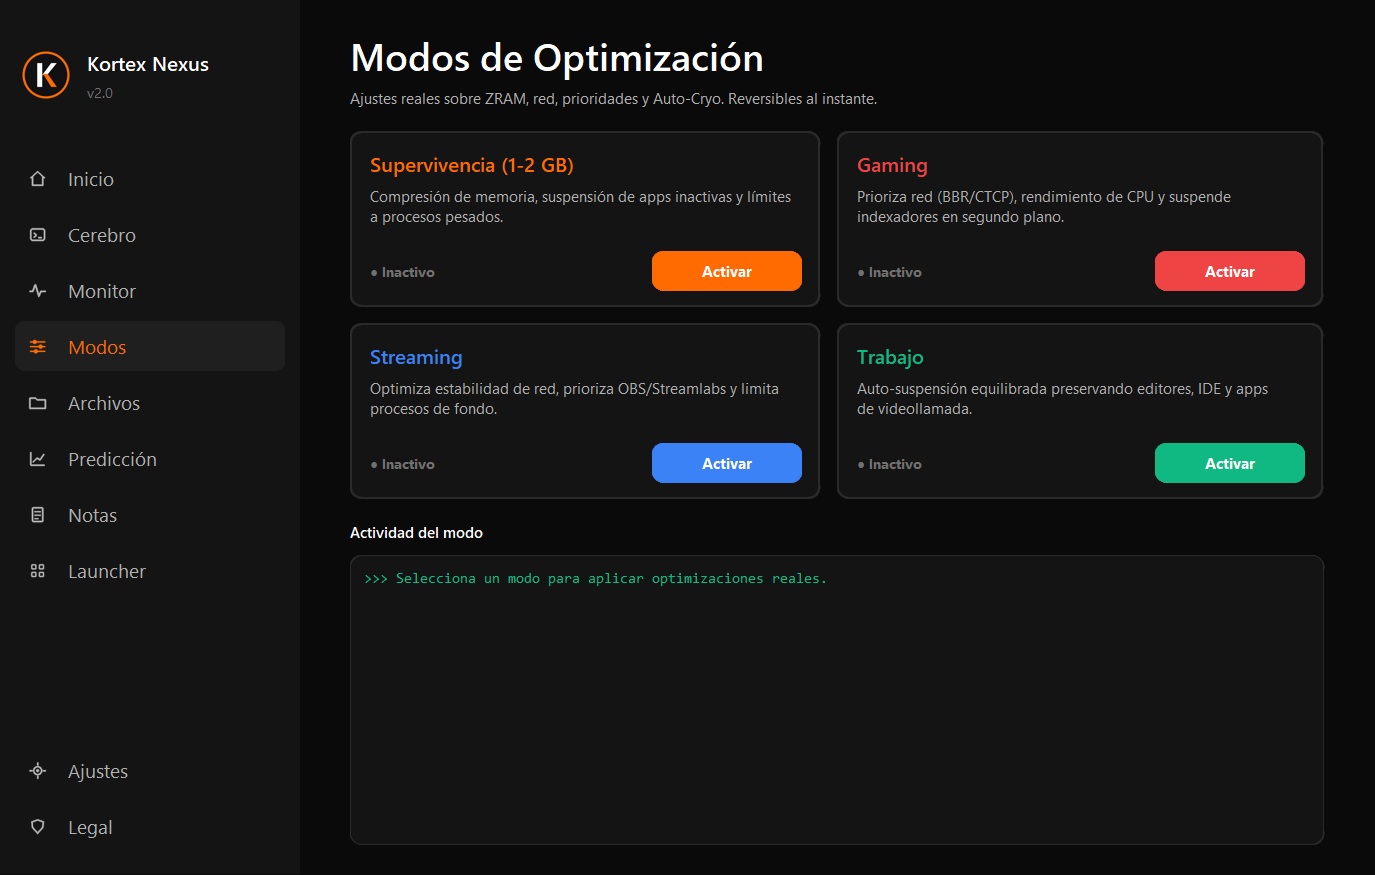 K
Kortex Nexus
v2.0
Inicio
Cerebro
Monitor
Modos
Archivos
Predicción
Notas
Launcher
Ajustes
Legal
Modos de Optimización
Ajustes reales sobre ZRAM, red, prioridades y Auto-Cryo. Reversibles al instante.
Supervivencia (1-2 GB)
Compresión de memoria, suspensión de apps inactivas y límites
a procesos pesados.
● Inactivo
Activar
Gaming
Prioriza red (BBR/CTCP), rendimiento de CPU y suspende
indexadores en segundo plano.
● Inactivo
Activar
Streaming
Optimiza estabilidad de red, prioriza OBS/Streamlabs y limita
procesos de fondo.
● Inactivo
Activar
Trabajo
Auto-suspensión equilibrada preservando editores, IDE y apps
de videollamada.
● Inactivo
Activar
Actividad del modo
>>> Selecciona un modo para aplicar optimizaciones reales.